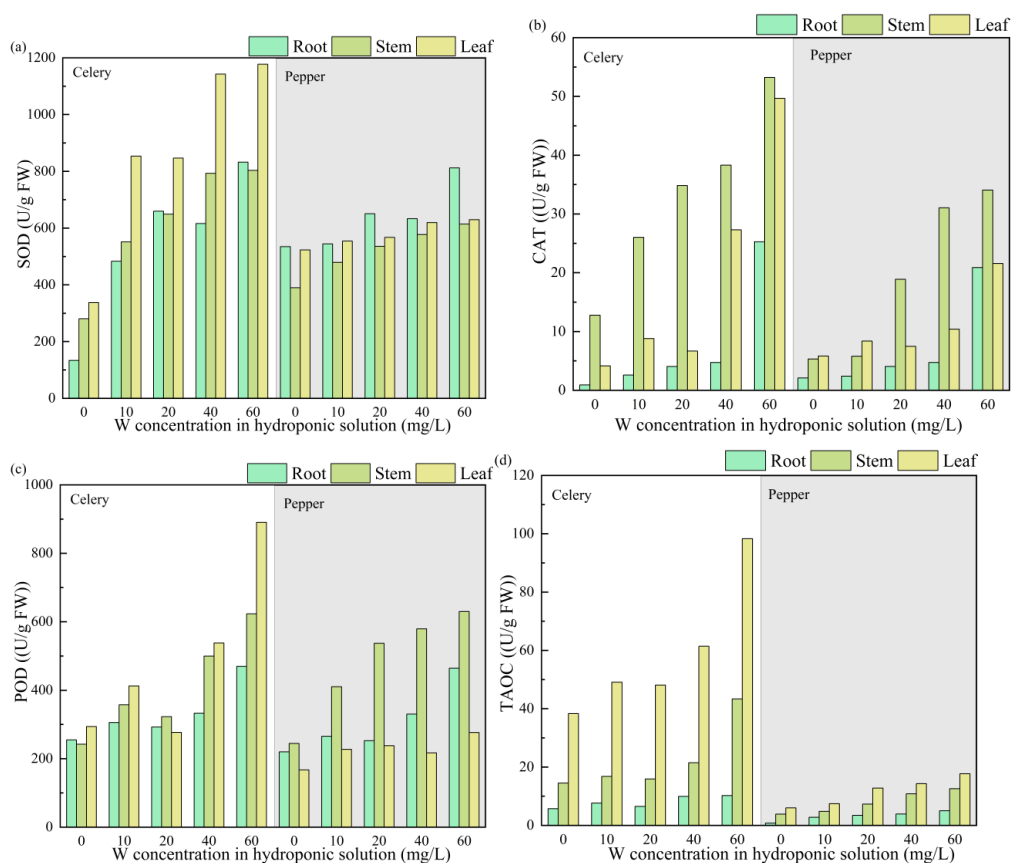 (a)
Root Stem Leaf
1200
1000
800
600
400
200
0
SOD (U/g FW))
Celery
Pepper
0 10 20 40 60 0 10 20 40 60
W concentration in hydroponic solution (mg/L)
(b)
Root Stem Leaf
60
50
40
30
20
10
0
CAT ((U/g FW))
Celery
Pepper
0 10 20 40 60 0 10 20 40 60
W concentration in hydroponic solution (mg/L)
(c)
Root Stem Leaf
1000
800
600
400
200
0
POD ((U/g FW))
Celery
Pepper
0 10 20 40 60 0 10 20 40 60
W concentration in hydroponic solution (mg/L)
(d)
Root Stem Leaf
120
100
80
60
40
20
0
TAOC ((U/g FW))
Celery
Pepper
0 10 20 40 60 0 10 20 40 60
W concentration in hydroponic solution (mg/L)